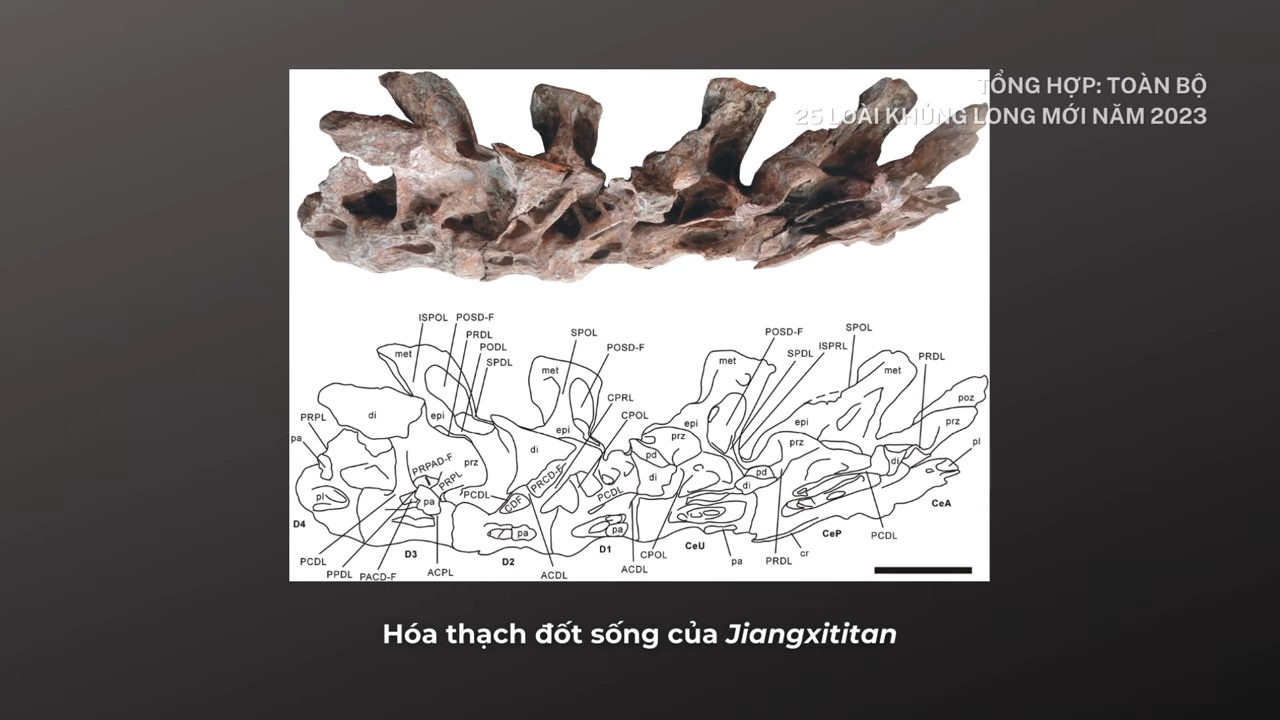 TỔNG HỢP: TOÀN BỘ
25 LOÀI KHỦNG LONG MỚI NĂM 2023
ISPOL POSD-F SPOL
PRDL SPOL POSD-F ISPRL
PODL POSD-F SPDL PRDL
SPDL
met met met met
CPRL poz
di epi CPOL prz
PRPL epi epi epi pl
pa di prz prz
PRPAD-F prz pd di
PRPL PRCD-F di pd
pl pa PCDL CDF PCDL di
D4 pa pa CeA
D3 D2 D1 CPOL CeU CeP PCDL
PCDL ACDL ACDL pa PRDL cr
PPDL PACD-F ACPL
Hóa thạch đốt sống của Jiangxititan